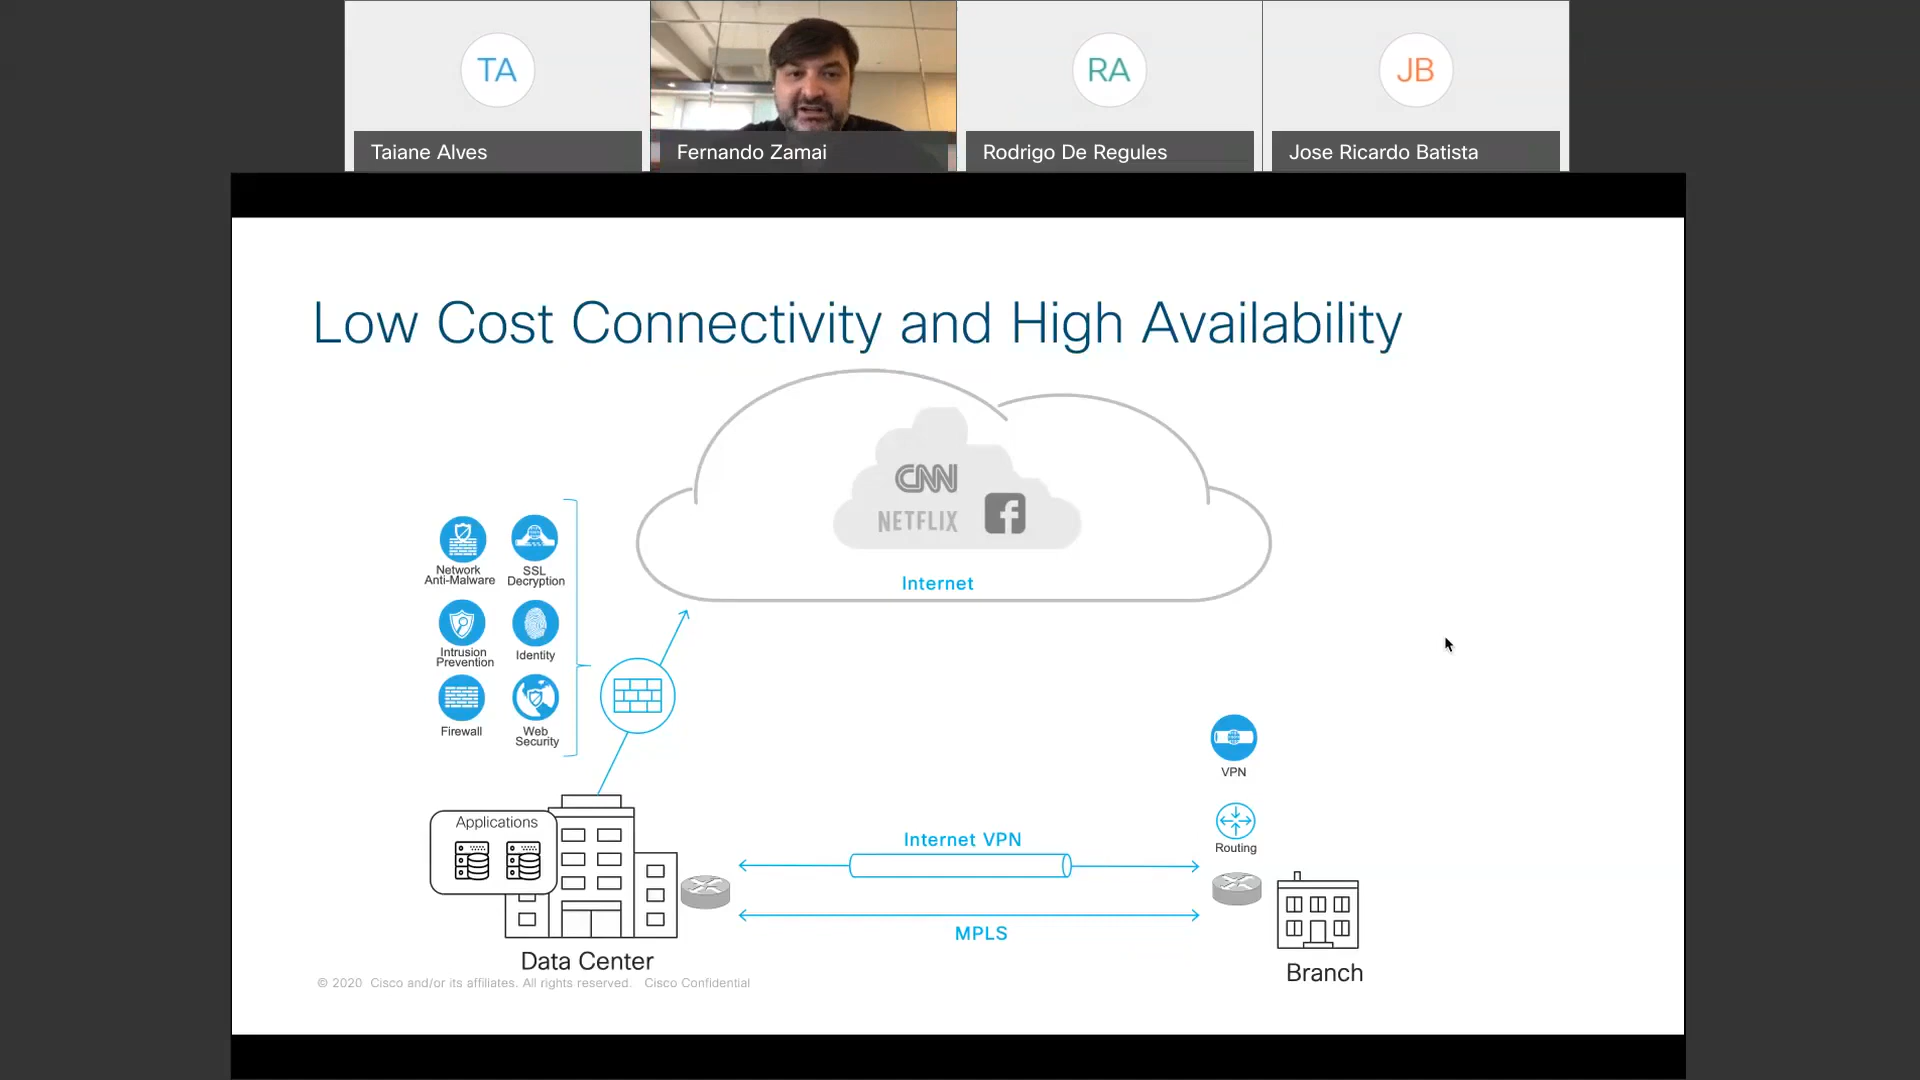 TA
RA
JB
Taiane Alves
Fernando Zamai
Rodrigo De Regules
Jose Ricardo Batista
Low Cost Connectivity and High Availability
CNN
NETFLIX
f
Internet
Network
Anti-Malware
SSL
Decryption
Intrusion
Prevention
Identity
Firewall
Web
Security
VPN
Routing
Applications
Internet VPN
MPLS
Data Center
Branch
© 2020 Cisco and/or its affiliates. All rights reserved. Cisco Confidential